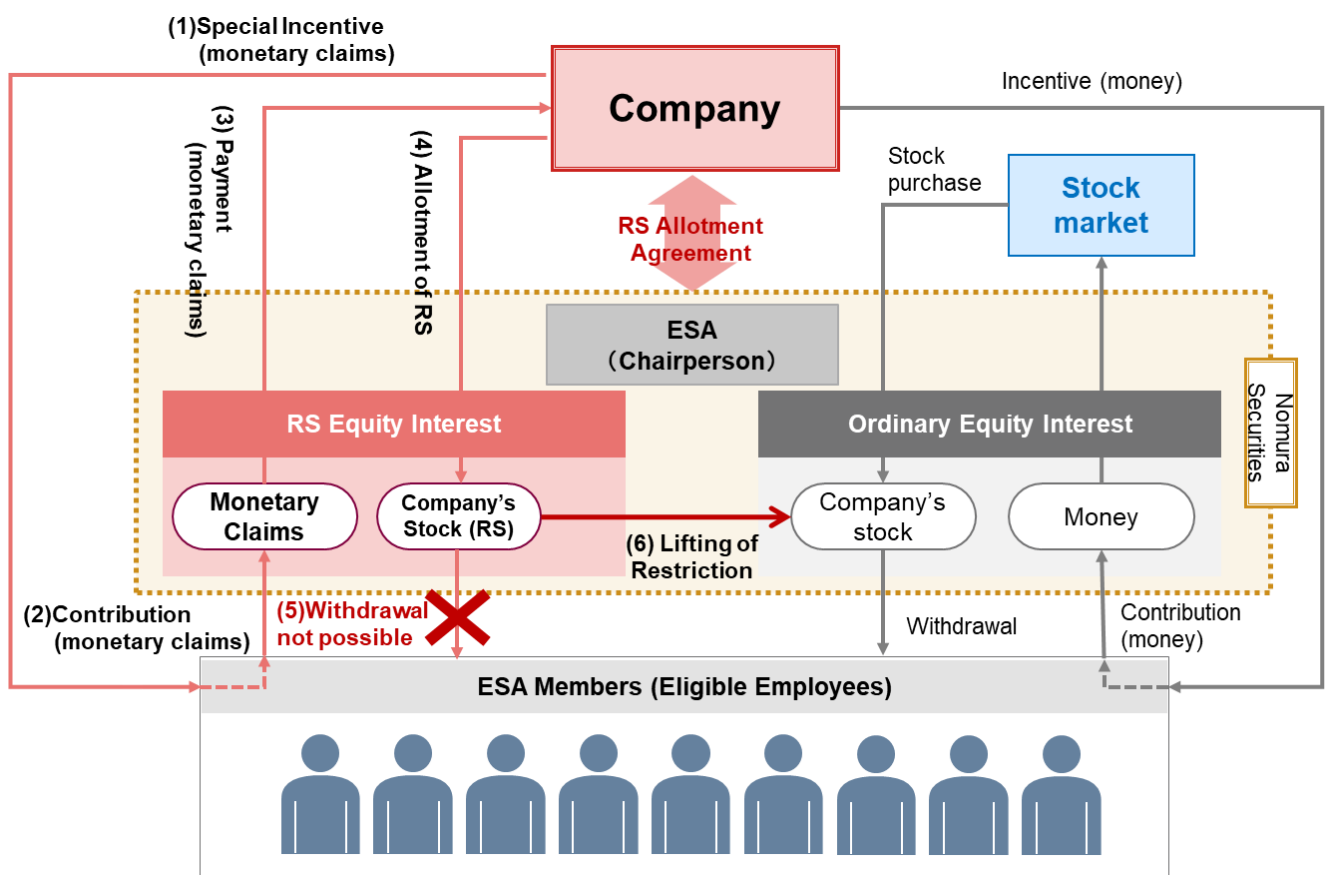 (1)Special Incentive
(monetary claims)
Company
Incentive (money)
(3) Payment
(monetary claims)
(4) Allotment of RS
Stock
purchase
Stock
market
RS Allotment
Agreement
ESA
（Chairperson）
Nomura
Securities
RS Equity Interest
Ordinary Equity Interest
Monetary
Claims
Company’s
Stock (RS)
Company’s
stock
Money
(6) Lifting of
Restriction
(2)Contribution
(monetary claims)
(5)Withdrawal
not possible
Withdrawal
Contribution
(money)
ESA Members (Eligible Employees)